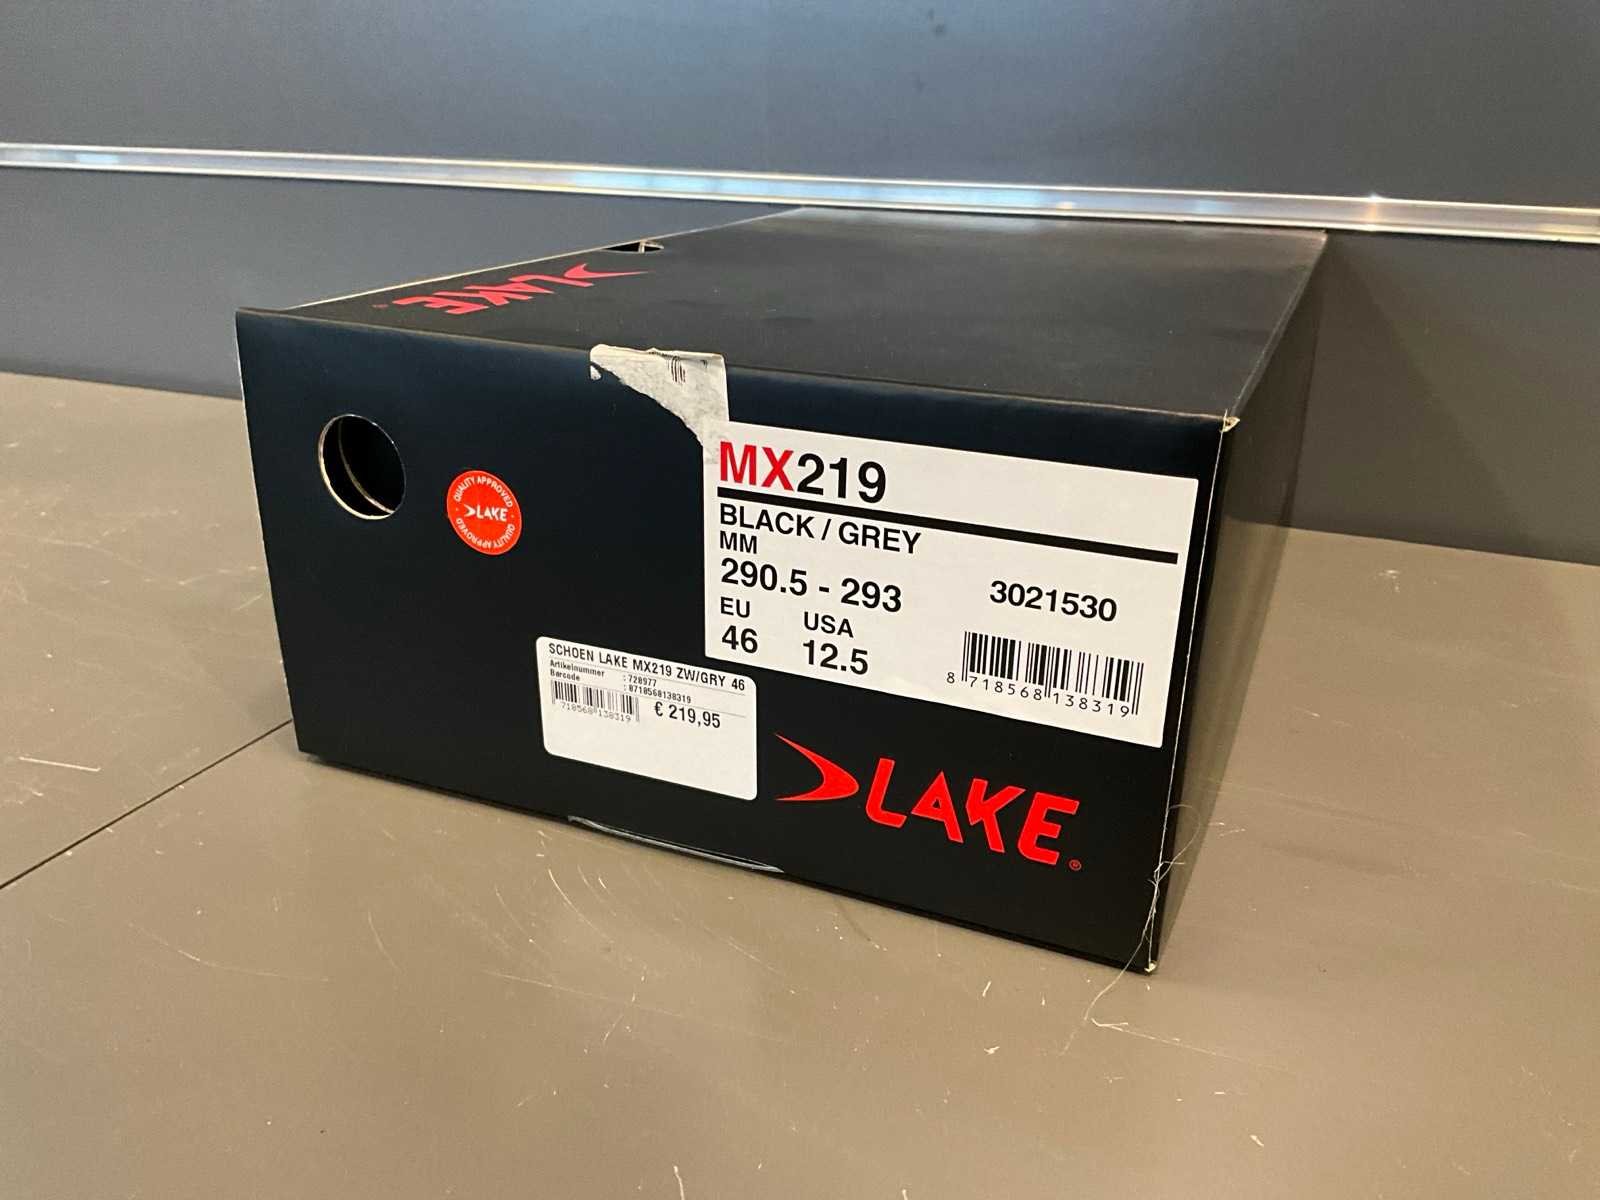 LAKE®
QUALITY APPROVED · QUALITY APPROVED ·
LAKE
MX219
BLACK / GREY
MM
290.5 - 293
3021530
EU USA
46 12.5
8 718568 138319
SCHOEN LAKE MX219 ZW/GRY 46
Artikelnummer : 728977
Barcode : 8718568138319
718568 138319
€ 219,95
LAKE®